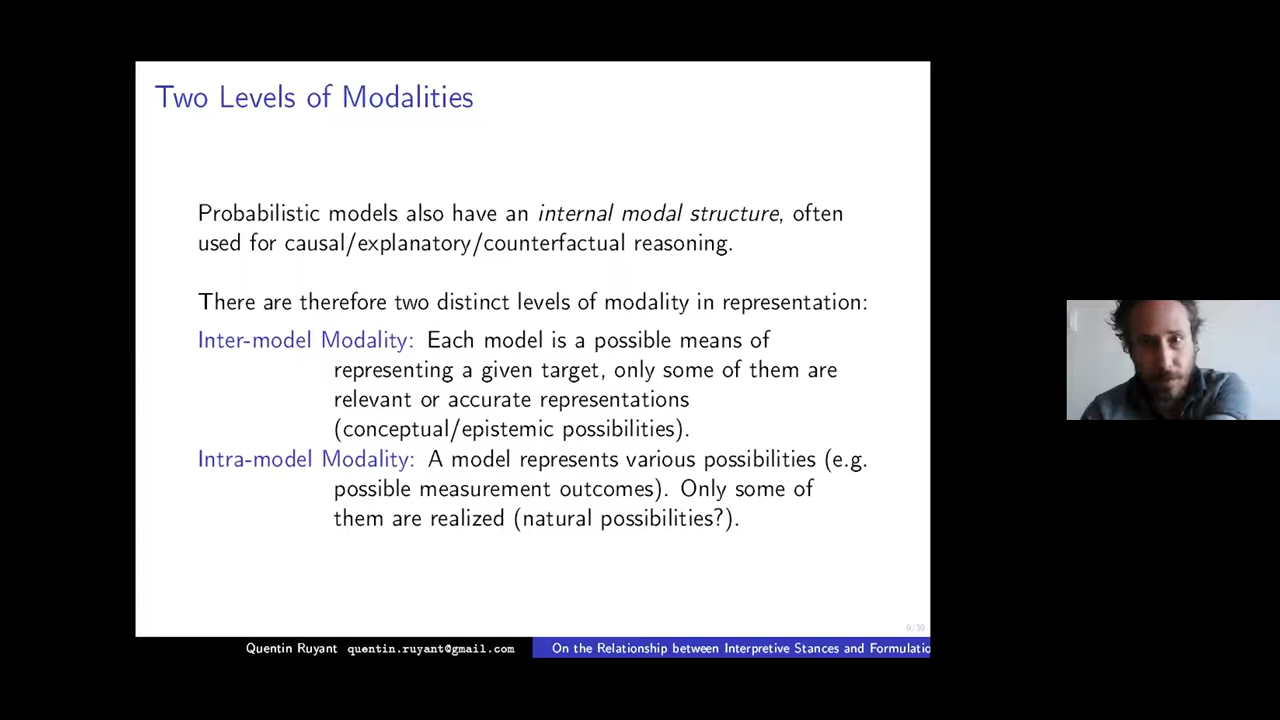 Two Levels of Modalities
Probabilistic models also have an internal modal structure, often
used for causal/explanatory/counterfactual reasoning.
There are therefore two distinct levels of modality in representation:
Inter-model Modality: Each model is a possible means of
representing a given target, only some of them are
relevant or accurate representations
(conceptual/epistemic possibilities).
Intra-model Modality: A model represents various possibilities (e.g.
possible measurement outcomes). Only some of
them are realized (natural possibilities?).
9/30
Quentin Ruyant quentin.ruyant@gmail.com
On the Relationship between Interpretive Stances and Formulatio